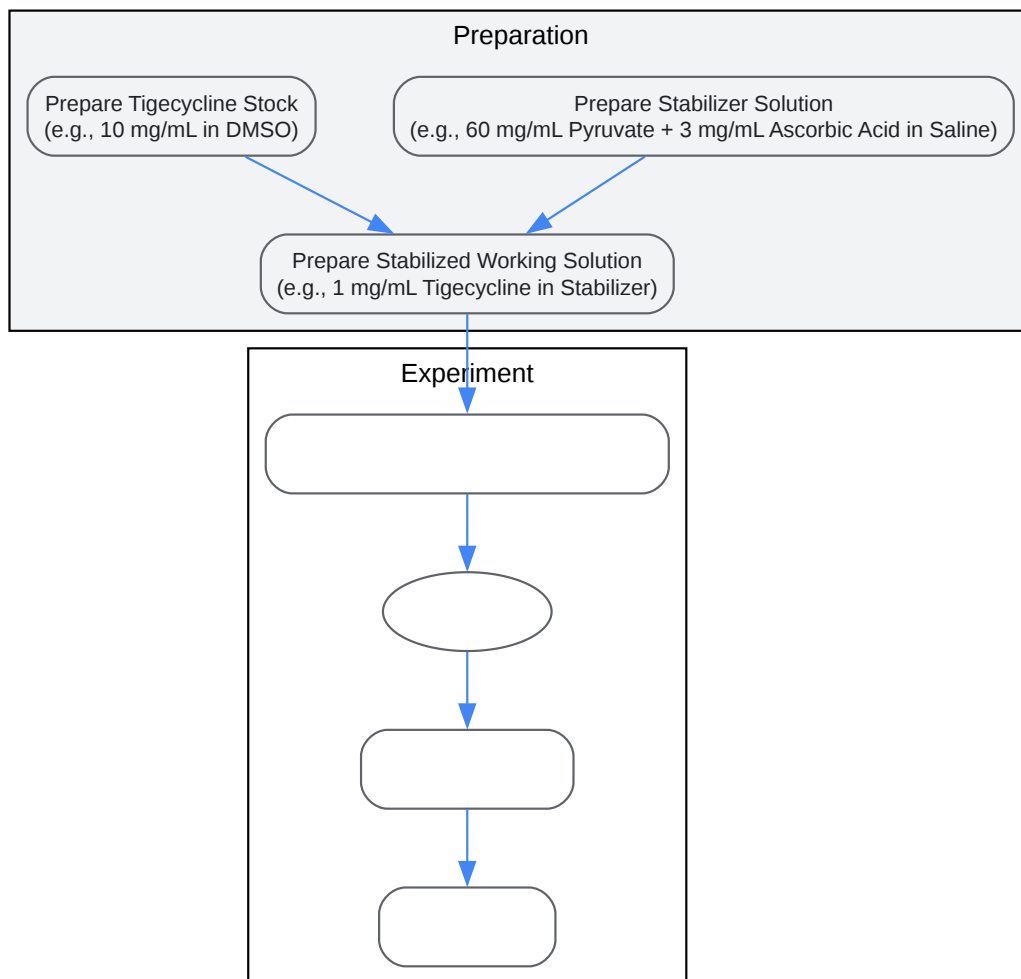 Preparation
Prepare Tigecycline Stock
(e.g., 10 mg/mL in DMSO)
Prepare Stabilizer Solution
(e.g., 60 mg/mL Pyruvate + 3 mg/mL Ascorbic Acid in Saline)
Prepare Stabilized Working Solution
(e.g., 1 mg/mL Tigecycline in Stabilizer)
Experiment